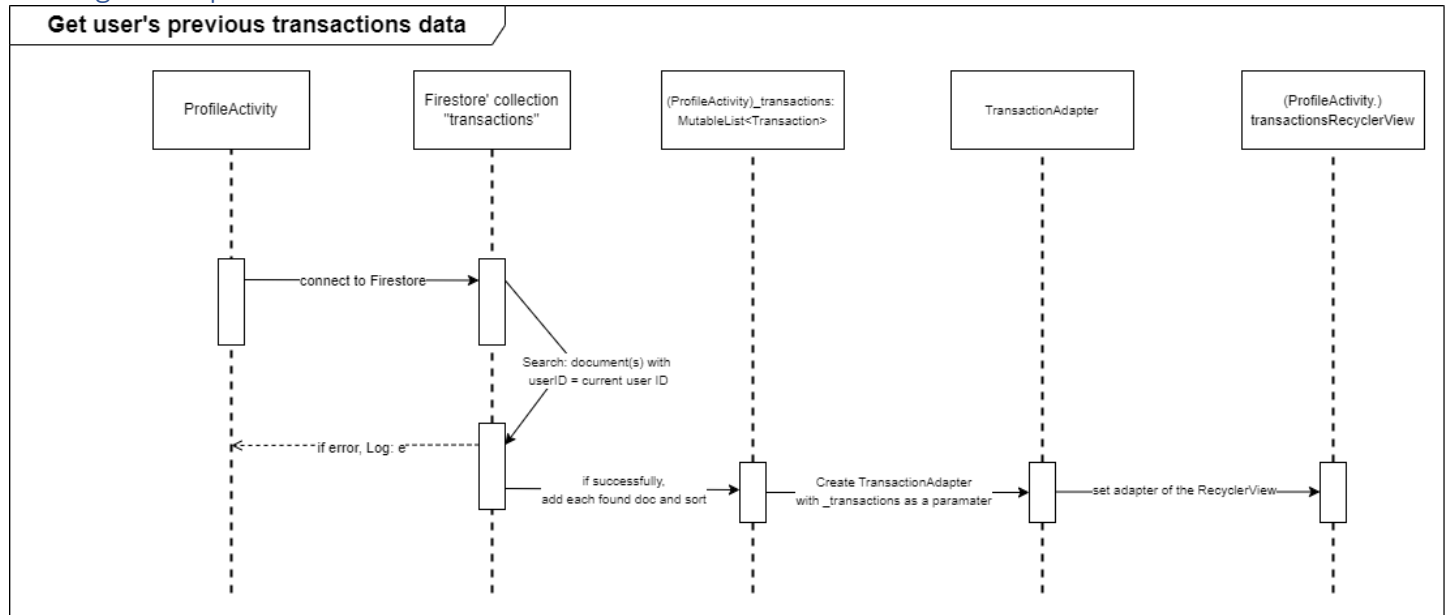 Get user's previous transactions data
ProfileActivity
Firestore' collection
"transactions"
(ProfileActivity)_transactions:
MutableList<Transaction>
TransactionAdapter
(ProfileActivity.)
transactionsRecyclerView
connect to Firestore
Search: document(s) with
userID = current user ID
if error, Log: e
if successfully,
add each found doc and sort
Create TransactionAdapter
with _transactions as a paramater
set adapter of the RecyclerView